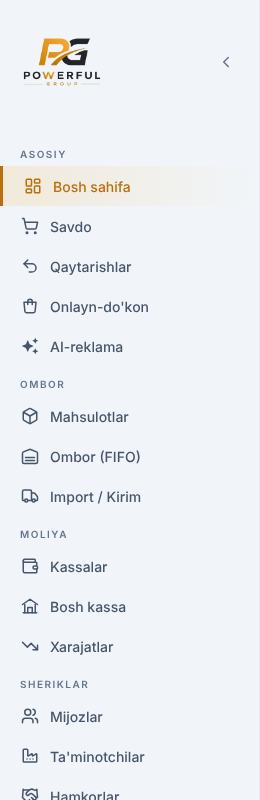 PG
POWERFUL
GROUP
ASOSIY
Bosh sahifa
Savdo
Qaytarishlar
Onlayn-do'kon
AI-reklama
OMBOR
Mahsulotlar
Ombor (FIFO)
Import / Kirim
MOLIYA
Kassalar
Bosh kassa
Xarajatlar
SHERIKLAR
Mijozlar
Ta'minotchilar
Hamkorlar